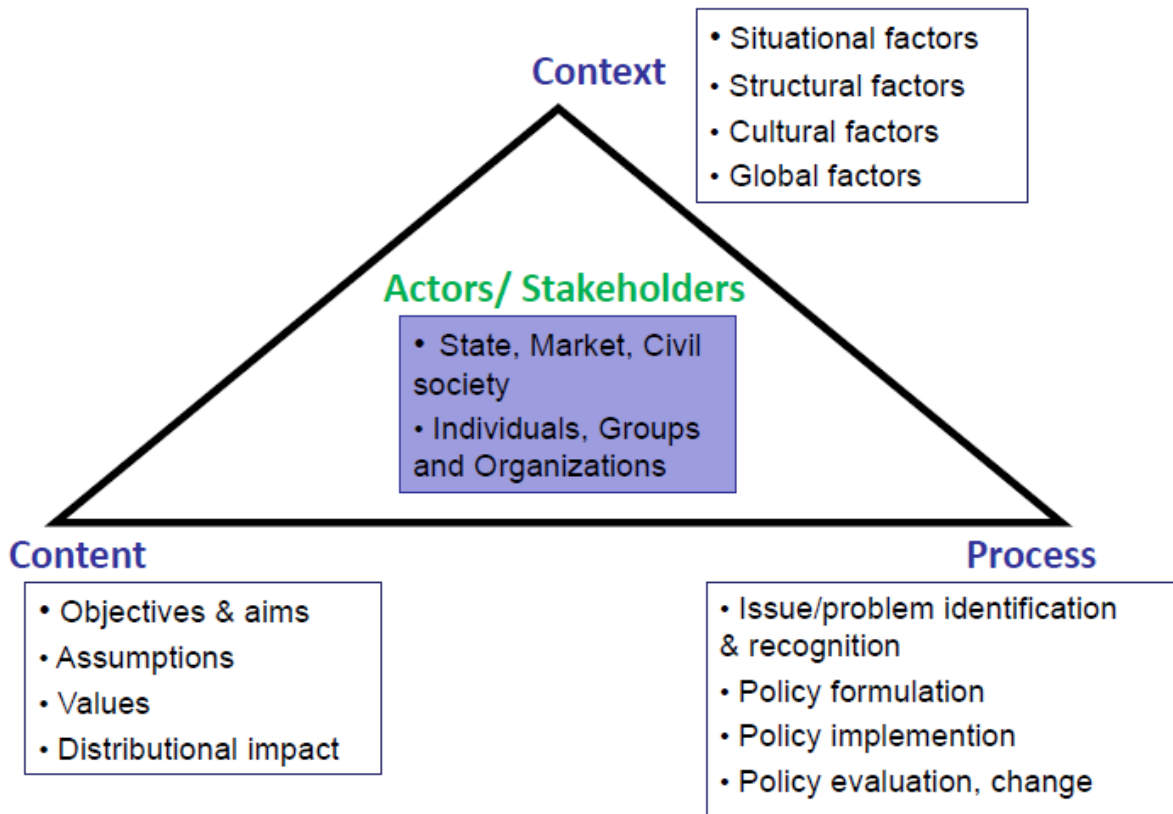 Context
• Situational factors
• Structural factors
• Cultural factors
• Global factors
Actors/ Stakeholders
• State, Market, Civil
society
• Individuals, Groups
and Organizations
Content
• Objectives & aims
• Assumptions
• Values
• Distributional impact
Process
• Issue/problem identification
& recognition
• Policy formulation
• Policy implemention
• Policy evaluation, change